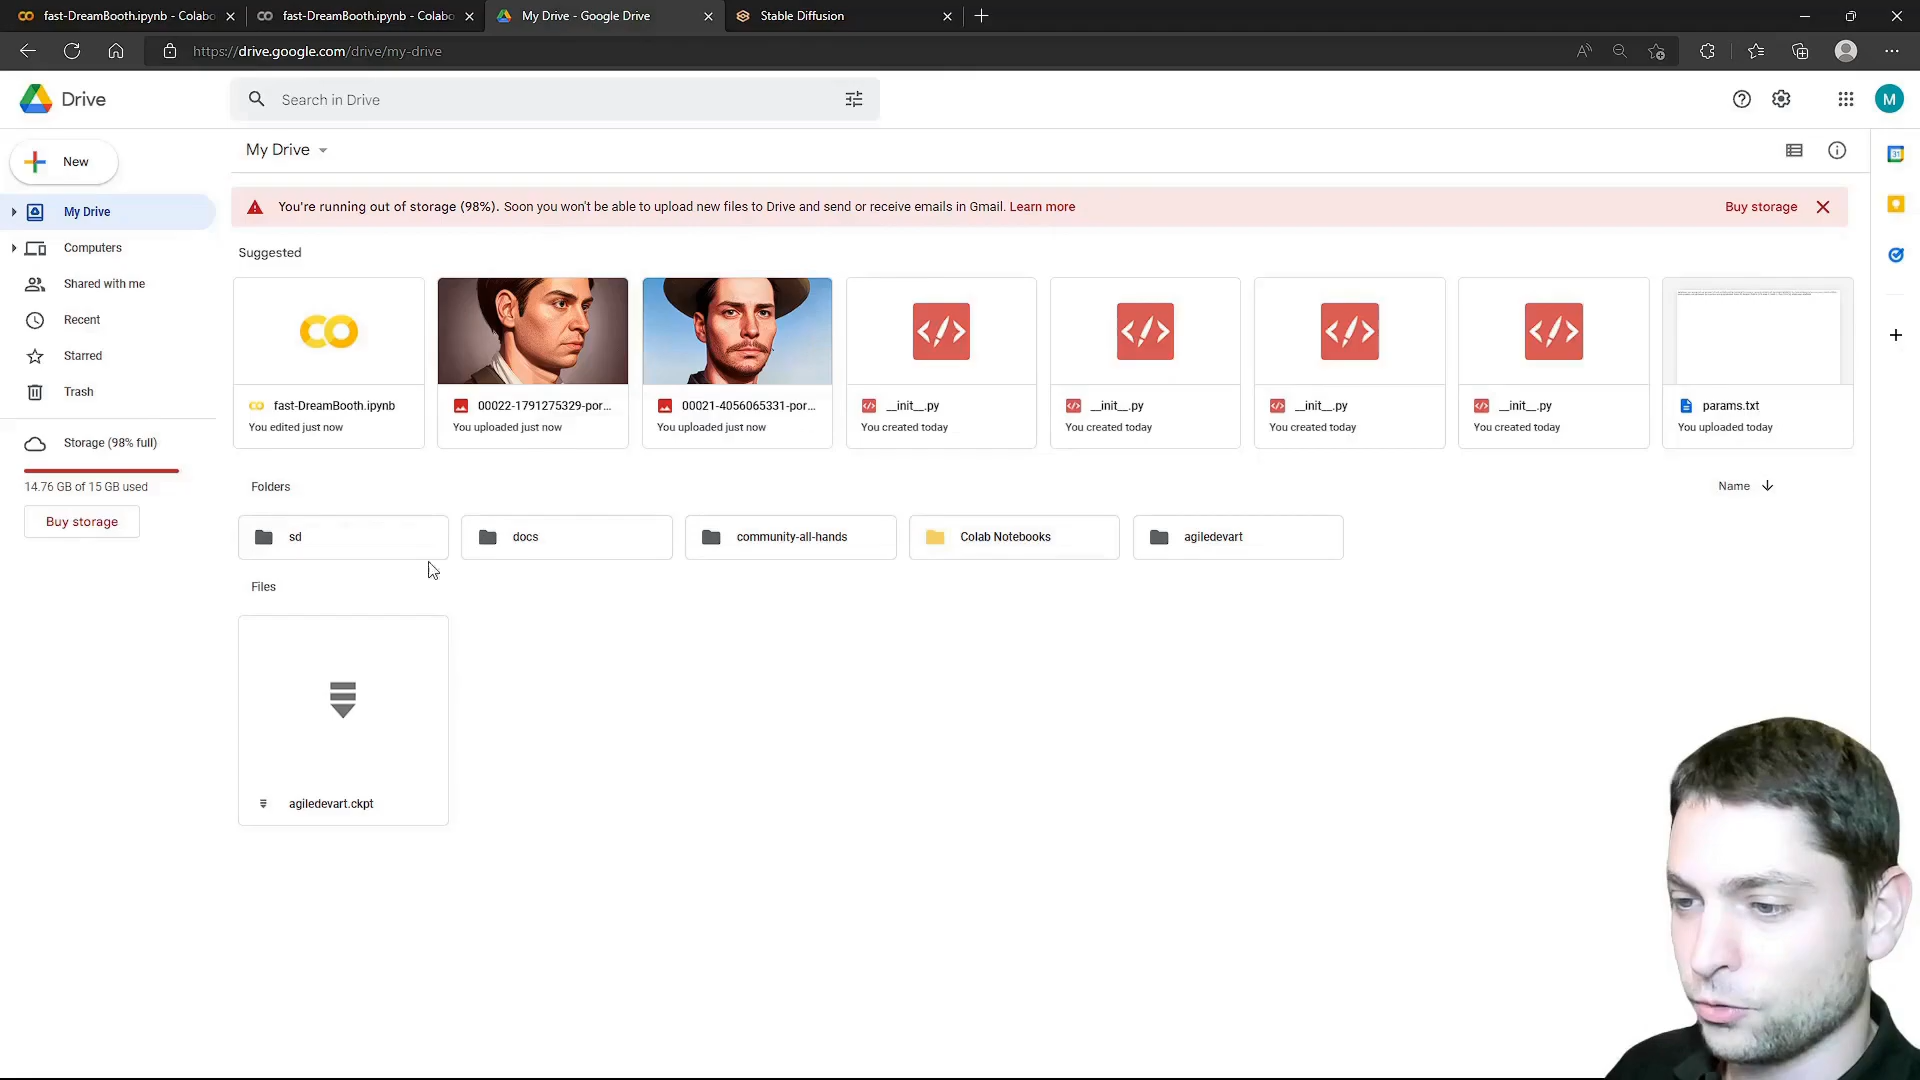 fast-DreamBooth.ipynb - Colabo
fast-DreamBooth.ipynb - Colabo
My Drive - Google Drive
Stable Diffusion
https://drive.google.com/drive/my-drive
Drive
Search in Drive
M
New
My Drive
31
You're running out of storage (98%). Soon you won't be able to upload new files to Drive and send or receive emails in Gmail. Learn more
Buy storage
My Drive
Computers
Shared with me
Recent
Starred
Trash
Storage (98% full)
14.76 GB of 15 GB used
Buy storage
Suggested
fast-DreamBooth.ipynb
You edited just now
00022-1791275329-por...
You uploaded just now
00021-4056065331-por...
You uploaded just now
__init__.py
You created today
__init__.py
You created today
__init__.py
You created today
__init__.py
You created today
params.txt
You uploaded today
Folders
Name
sd
docs
community-all-hands
Colab Notebooks
agiledevart
Files
agiledevart.ckpt